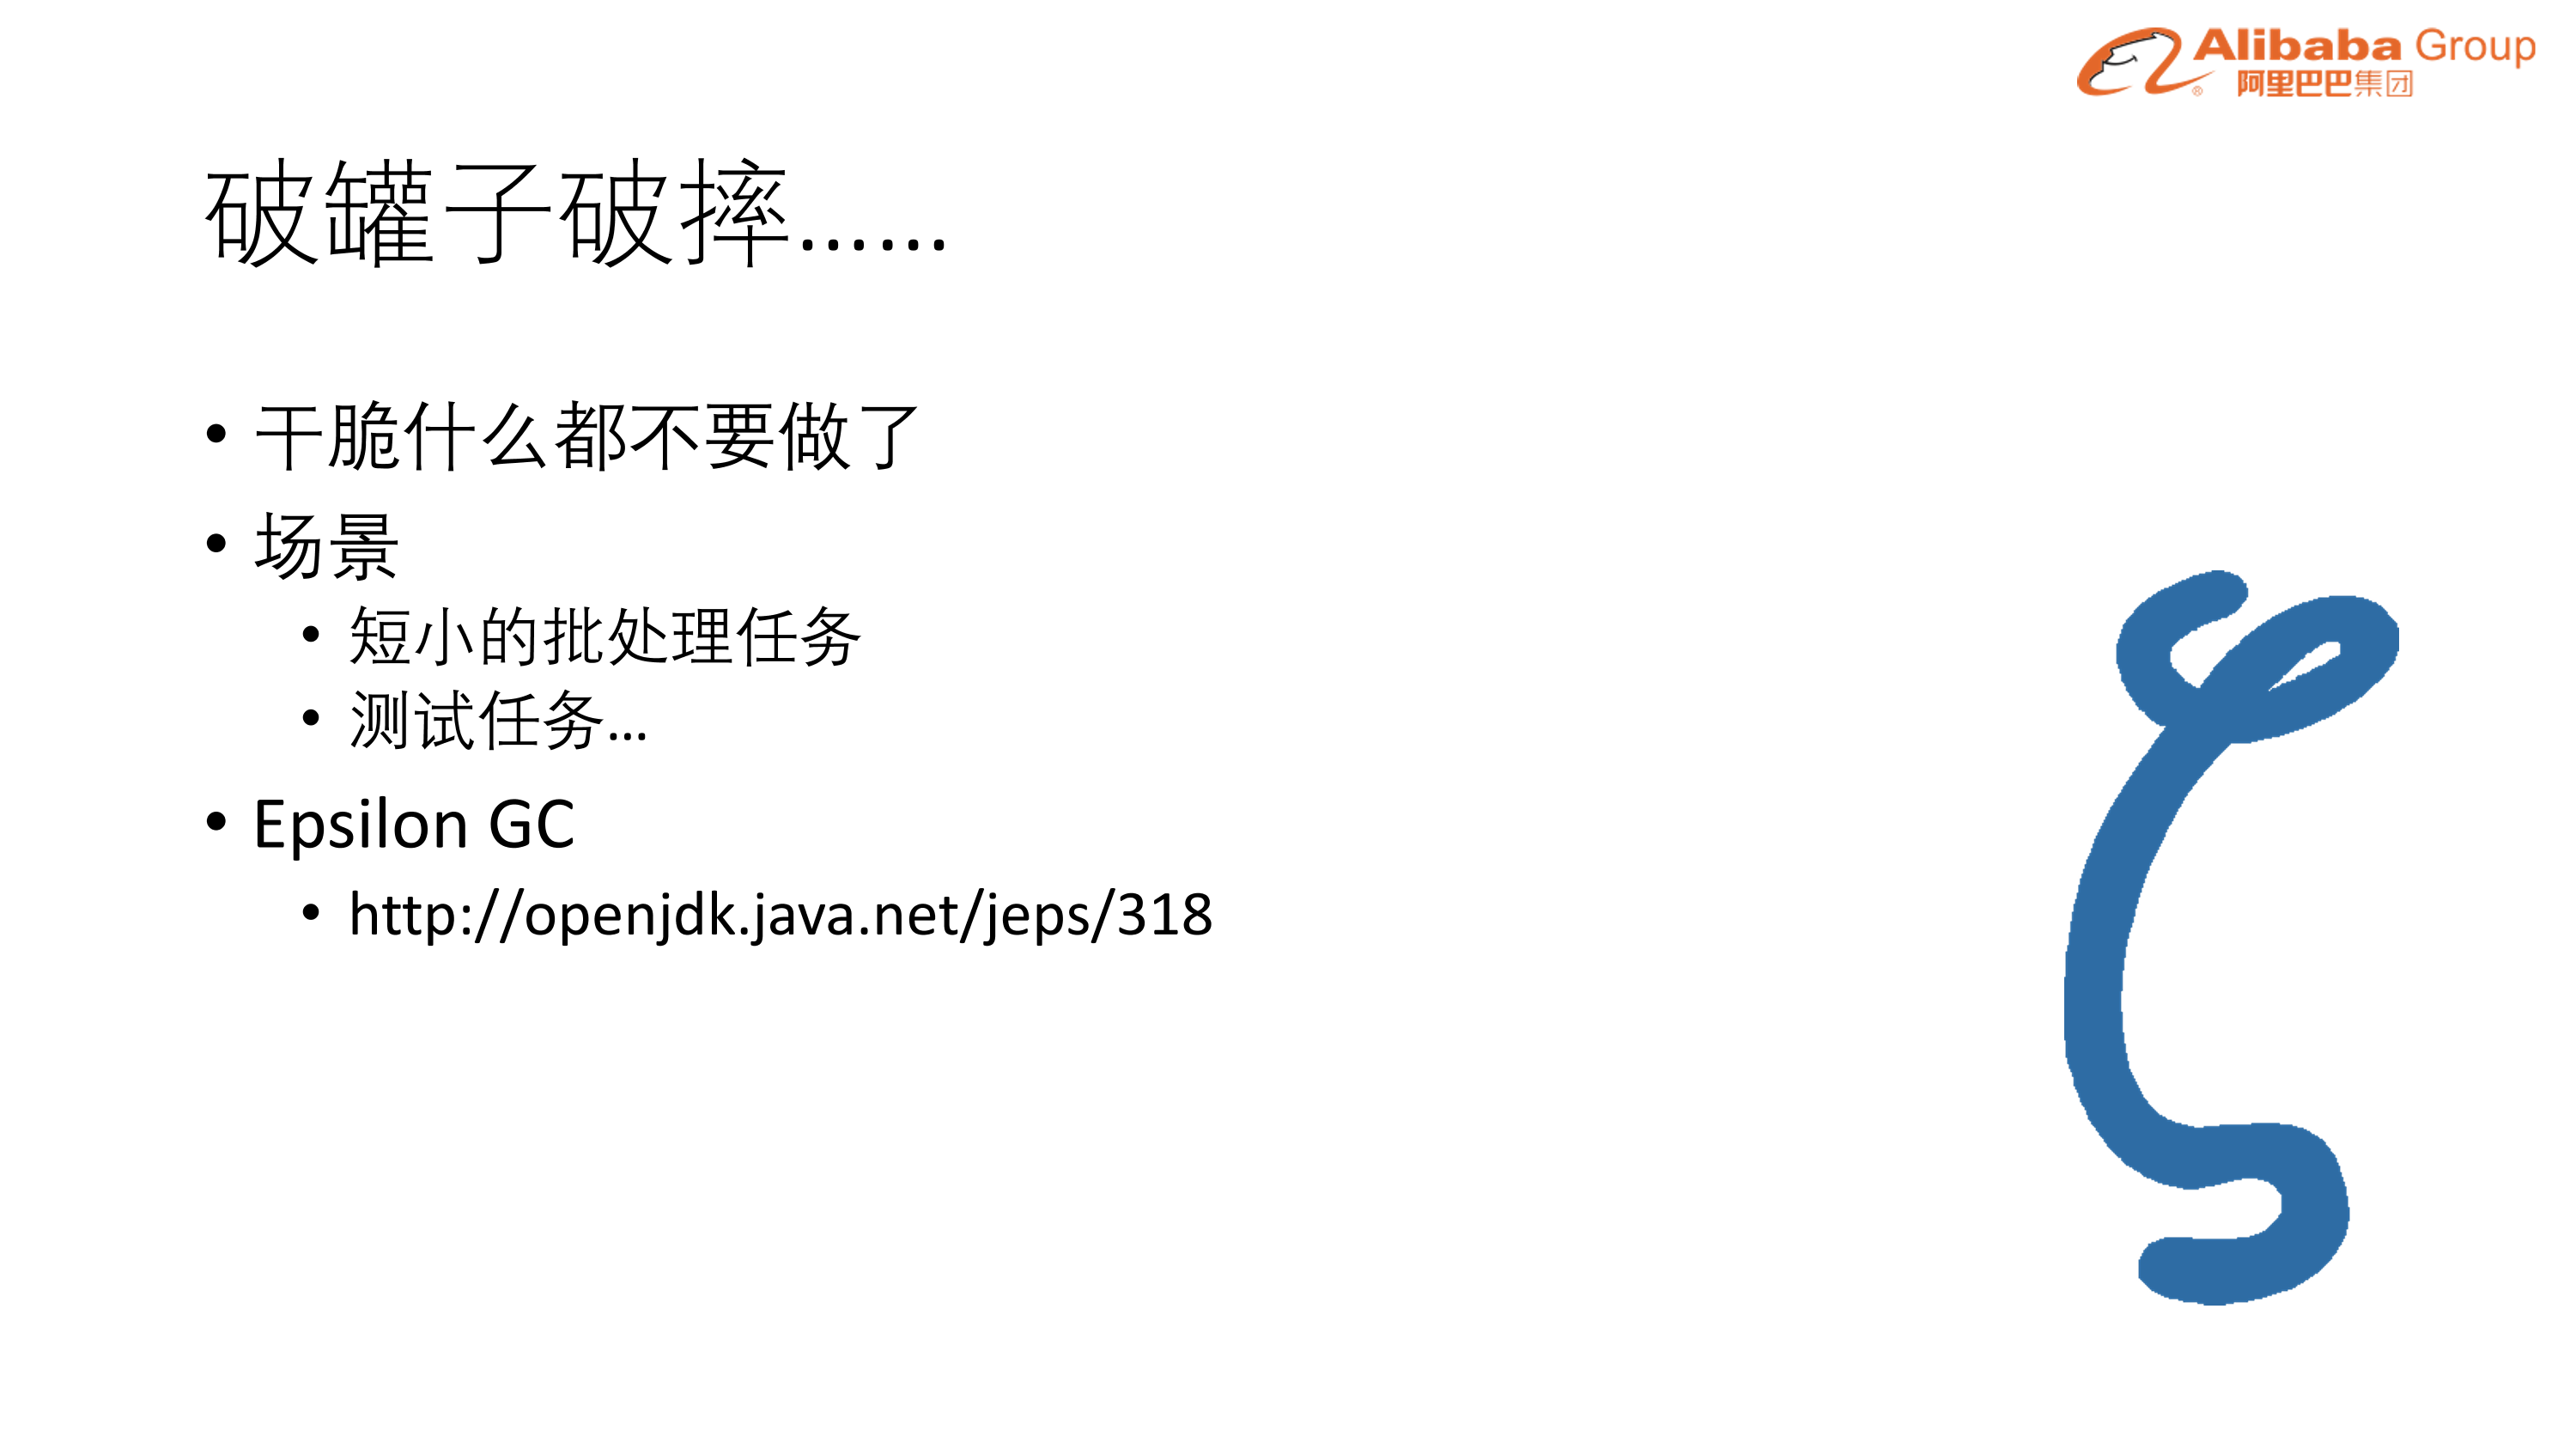 Alibaba Group
阿里巴巴集团
破罐子破摔……
• 干脆什么都不要做了
• 场景
• 短小的批处理任务
• 测试任务…
• Epsilon GC
• http://openjdk.java.net/jeps/318
ζ